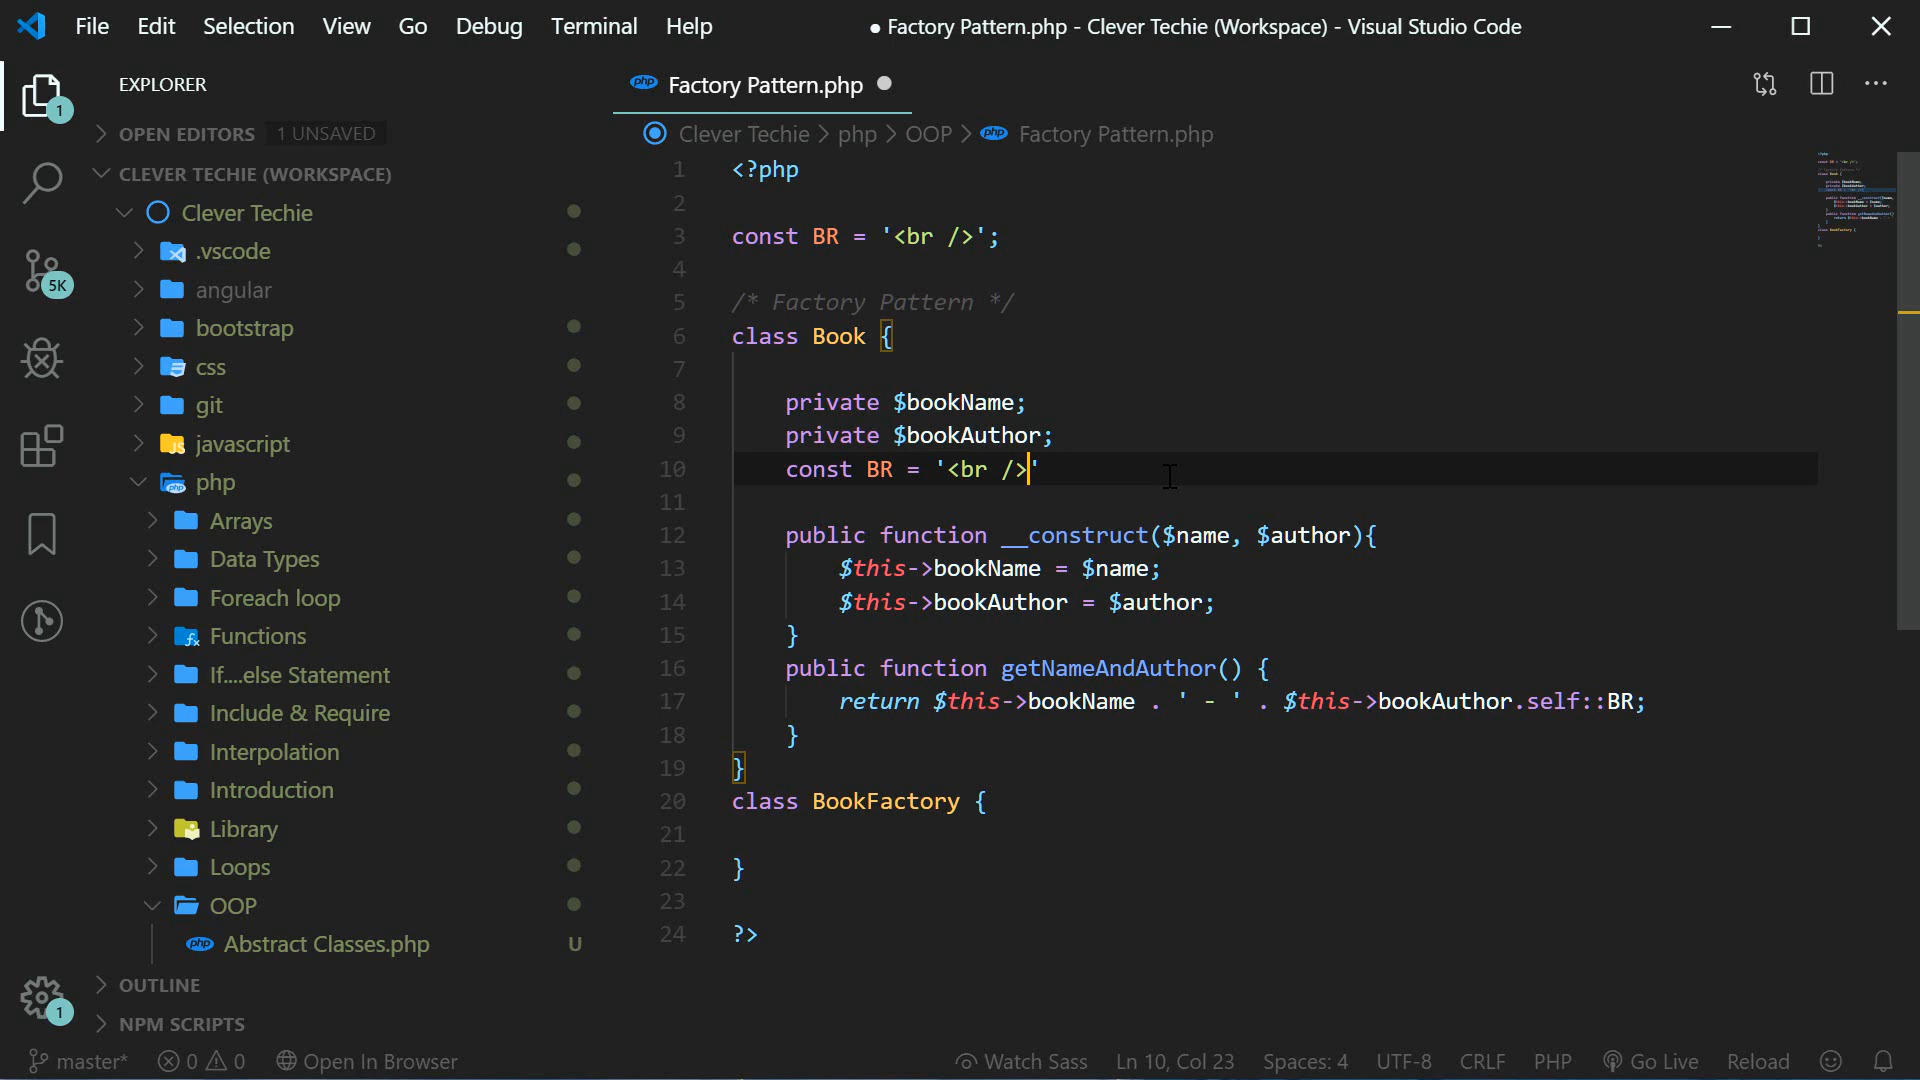 File Edit Selection View Go Debug Terminal Help
● Factory Pattern.php - Clever Techie (Workspace) - Visual Studio Code
EXPLORER
OPEN EDITORS 1 UNSAVED
CLEVER TECHIE (WORKSPACE)
Clever Techie
.vscode
angular
bootstrap
css
git
javascript
php
Arrays
Data Types
Foreach loop
Functions
If....else Statement
Include & Require
Interpolation
Introduction
Library
Loops
OOP
php Abstract Classes.php U
OUTLINE
NPM SCRIPTS
1
5K
1
php Factory Pattern.php
Clever Techie > php > OOP > php Factory Pattern.php
1 <?php
2
3 const BR = '<br />';
4
5 /* Factory Pattern */
6 class Book {
7
8 private $bookName;
9 private $bookAuthor;
10 const BR = '<br />'
11
12 public function __construct($name, $author){
13 $this->bookName = $name;
14 $this->bookAuthor = $author;
15 }
16 public function getNameAndAuthor() {
17 return $this->bookName . ' - ' . $this->bookAuthor.self::BR;
18 }
19 }
20 class BookFactory {
21
22 }
23
24 ?>
master* 0 0 Open In Browser Watch Sass Ln 10, Col 23 Spaces: 4 UTF-8 CRLF PHP Go Live Reload